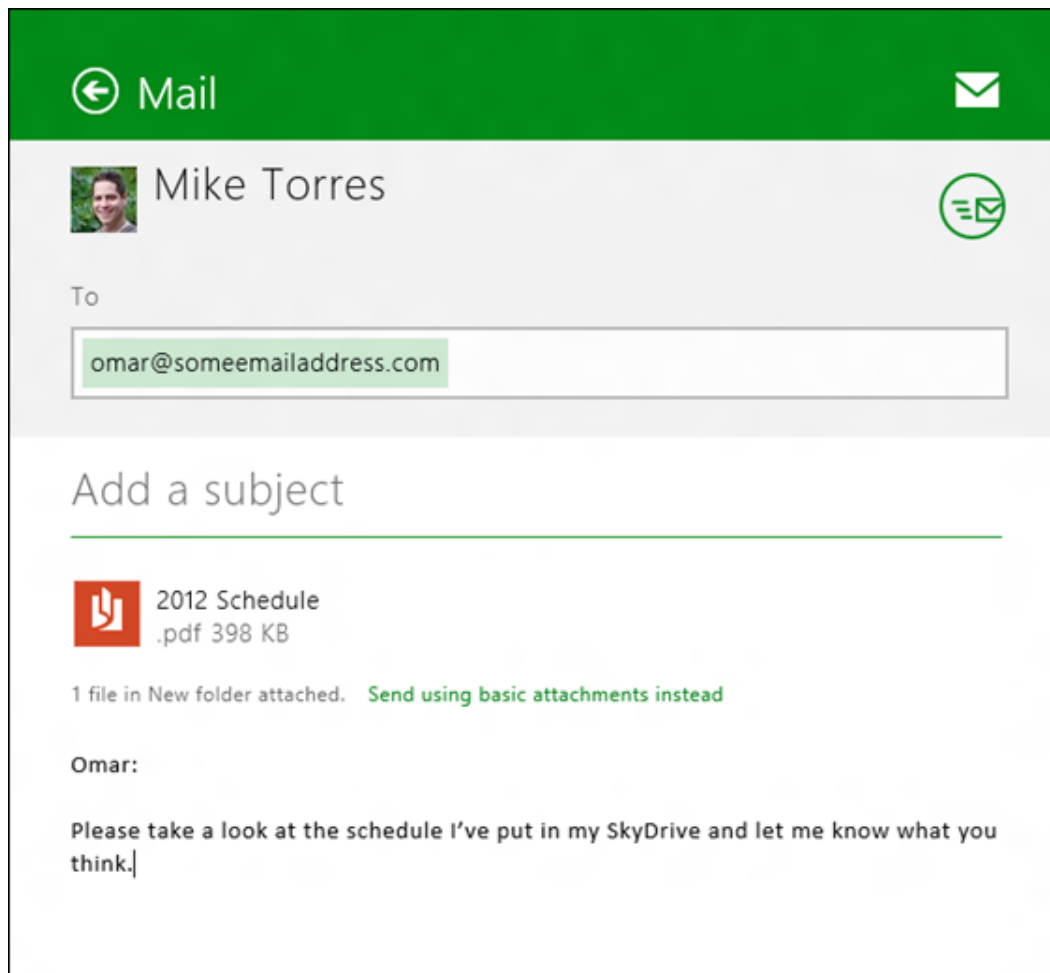 Mail
Mike Torres
To
omar@someemailaddress.com
Add a subject
2012 Schedule
.pdf 398 KB
1 file in New folder attached. Send using basic attachments instead
Omar:
Please take a look at the schedule I've put in my SkyDrive and let me know what you
think.